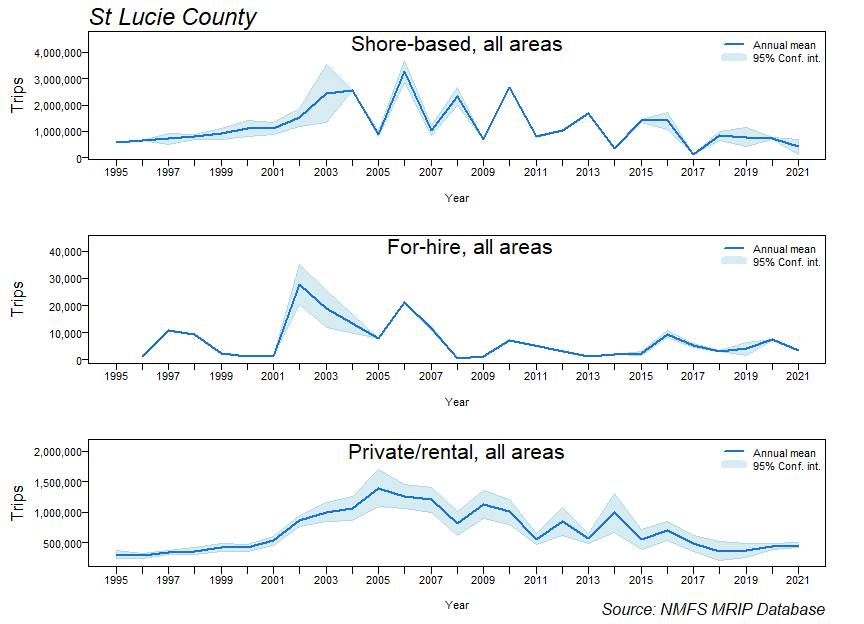 St Lucie County
Shore-based, all areas
Annual mean
95% Conf. int.
Trips
4,000,000
3,000,000
2,000,000
1,000,000
0
1995 1997 1999 2001 2003 2005 2007 2009 2011 2013 2015 2017 2019 2021
Year
For-hire, all areas
Annual mean
95% Conf. int.
Trips
40,000
30,000
20,000
10,000
0
1995 1997 1999 2001 2003 2005 2007 2009 2011 2013 2015 2017 2019 2021
Year
Private/rental, all areas
Annual mean
95% Conf. int.
Trips
2,000,000
1,500,000
1,000,000
500,000
1995 1997 1999 2001 2003 2005 2007 2009 2011 2013 2015 2017 2019 2021
Year
Source: NMFS MRIP Database